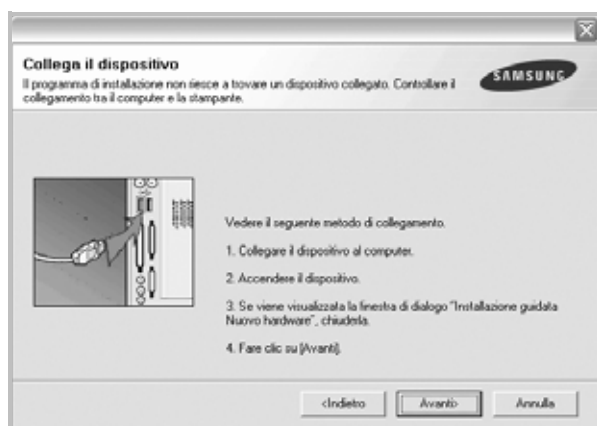 Collega il dispositivo
Il programma di installazione non riesce a trovare un dispositivo collegato. Controllare il
collegamento tra il computer e la stampante.
SAMSUNG
Vedere il seguente metodo di collegamento.
1. Collegare il dispositivo al computer.
2. Accendere il dispositivo.
3. Se viene visualizzata la finestra di dialogo "Installazione guidata
Nuovo hardware", chiuderla.
4. Fare clic su [Avanti].
<Indietro
Avanti>
Annulla